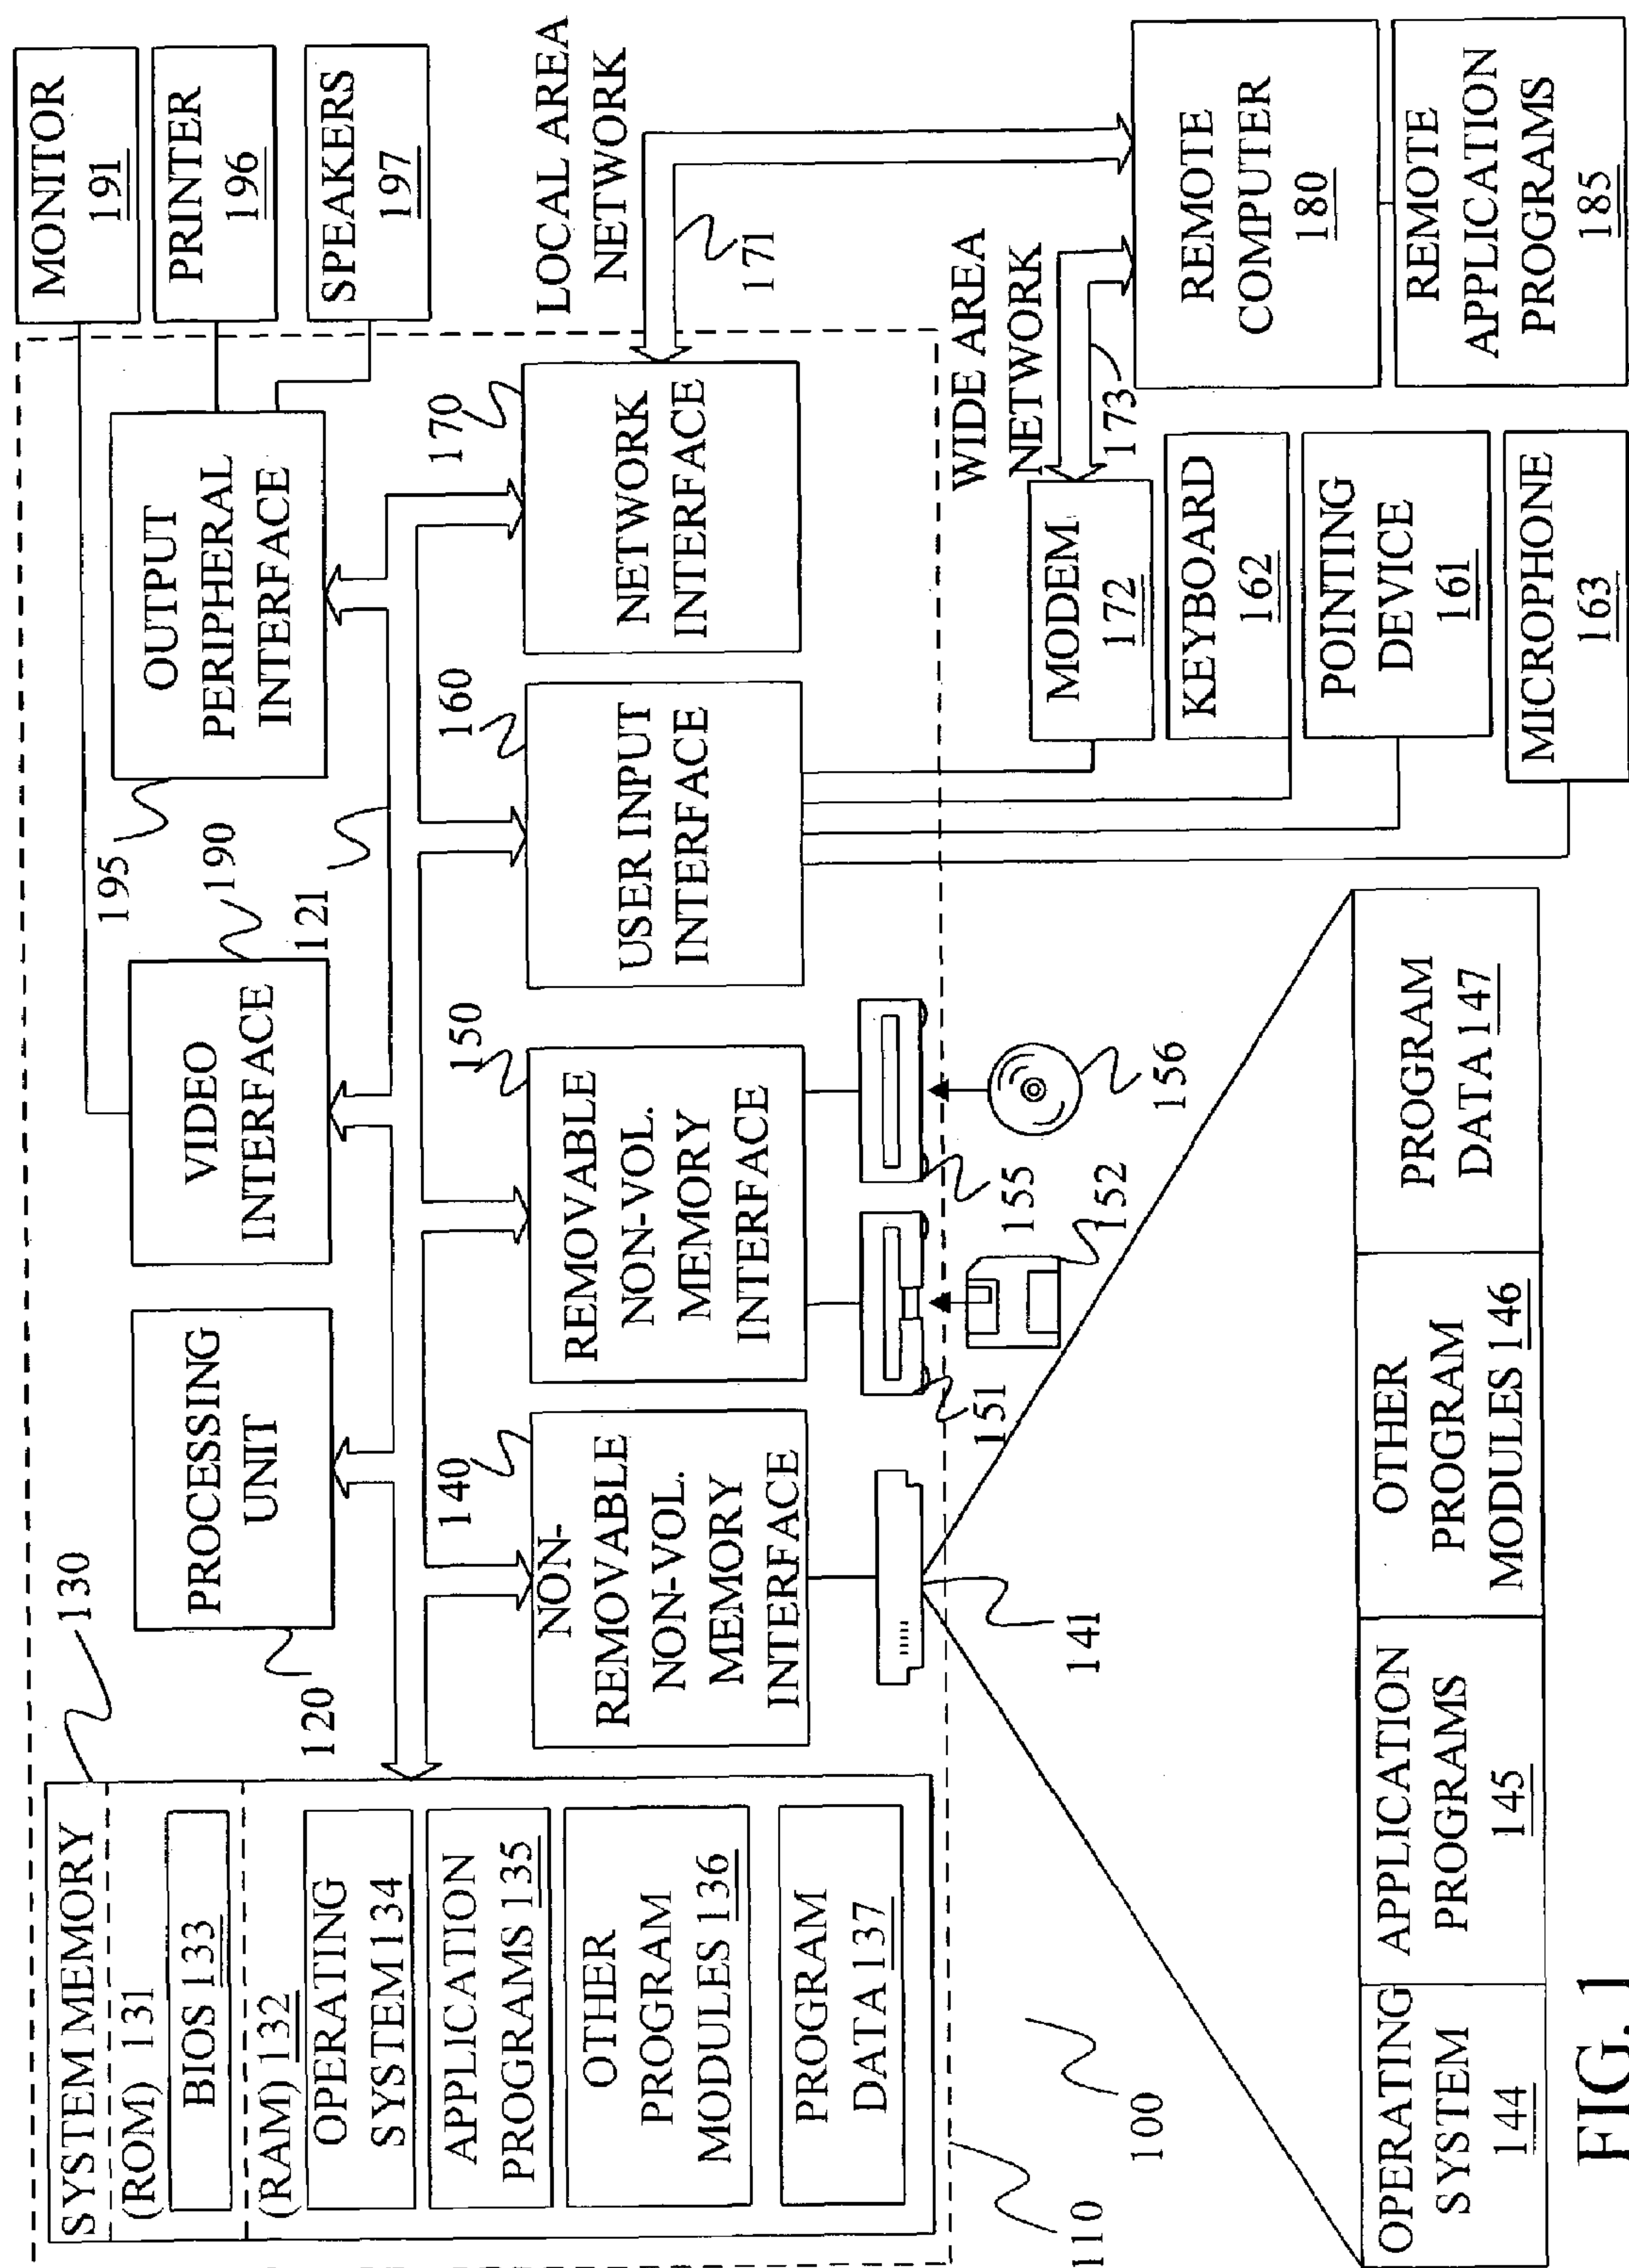 SYSTEM MEMORY
(ROM) 131
BIOS 133
(RAM) 132
OPERATING
SYSTEM 134
APPLICATION
PROGRAMS 135
OTHER
PROGRAM
MODULES 136
PROGRAM
DATA 137
130
120
PROCESSING
UNIT
VIDEO
INTERFACE
190
121
195
OUTPUT
PERIPHERAL
INTERFACE
MONITOR
191
PRINTER
196
SPEAKERS
197
140
NON-
REMOVABLE
NON-VOL.
MEMORY
INTERFACE
150
REMOVABLE
NON-VOL.
MEMORY
INTERFACE
160
USER INPUT
INTERFACE
170
NETWORK
INTERFACE
LOCAL AREA
NETWORK
171
141
151
152
155
156
WIDE AREA
NETWORK
173
MODEM
172
KEYBOARD
162
POINTING
DEVICE
161
MICROPHONE
163
REMOTE
COMPUTER
180
REMOTE
APPLICATION
PROGRAMS
185
110
100
OPERATING
SYSTEM
144
APPLICATION
PROGRAMS
145
OTHER
PROGRAM
MODULES 146
PROGRAM
DATA 147
FIG. 1